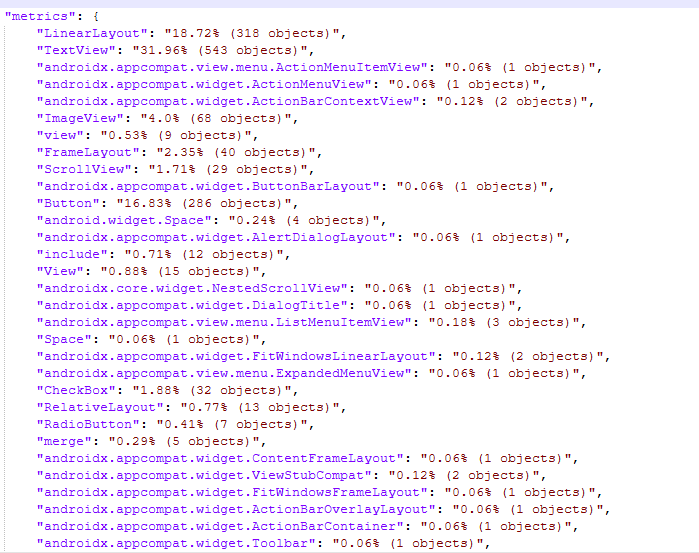 "metrics": {
"LinearLayout": "18.72% (318 objects)",
"TextView": "31.96% (543 objects)",
"androidx.appcompat.view.menu.ActionMenuItemView": "0.06% (1 objects)",
"androidx.appcompat.widget.ActionMenuView": "0.06% (1 objects)",
"androidx.appcompat.widget.ActionBarContextView": "0.12% (2 objects)",
"ImageView": "4.0% (68 objects)",
"view": "0.53% (9 objects)",
"FrameLayout": "2.35% (40 objects)",
"ScrollView": "1.71% (29 objects)",
"androidx.appcompat.widget.ButtonBarLayout": "0.06% (1 objects)",
"Button": "16.83% (286 objects)",
"android.widget.Space": "0.24% (4 objects)",
"androidx.appcompat.widget.AlertDialogLayout": "0.06% (1 objects)",
"include": "0.71% (12 objects)",
"View": "0.88% (15 objects)",
"androidx.core.widget.NestedScrollView": "0.06% (1 objects)",
"androidx.appcompat.widget.DialogTitle": "0.06% (1 objects)",
"androidx.appcompat.view.menu.ListMenuItemView": "0.18% (3 objects)",
"Space": "0.06% (1 objects)",
"androidx.appcompat.widget.FitWindowsLinearLayout": "0.12% (2 objects)",
"androidx.appcompat.view.menu.ExpandedMenuView": "0.06% (1 objects)",
"CheckBox": "1.88% (32 objects)",
"RelativeLayout": "0.77% (13 objects)",
"RadioButton": "0.41% (7 objects)",
"merge": "0.29% (5 objects)",
"androidx.appcompat.widget.ContentFrameLayout": "0.06% (1 objects)",
"androidx.appcompat.widget.ViewStubCompat": "0.12% (2 objects)",
"androidx.appcompat.widget.FitWindowsFrameLayout": "0.06% (1 objects)",
"androidx.appcompat.widget.ActionBarOverlayLayout": "0.06% (1 objects)",
"androidx.appcompat.widget.ActionBarContainer": "0.06% (1 objects)",
"androidx.appcompat.widget.Toolbar": "0.06% (1 objects)",